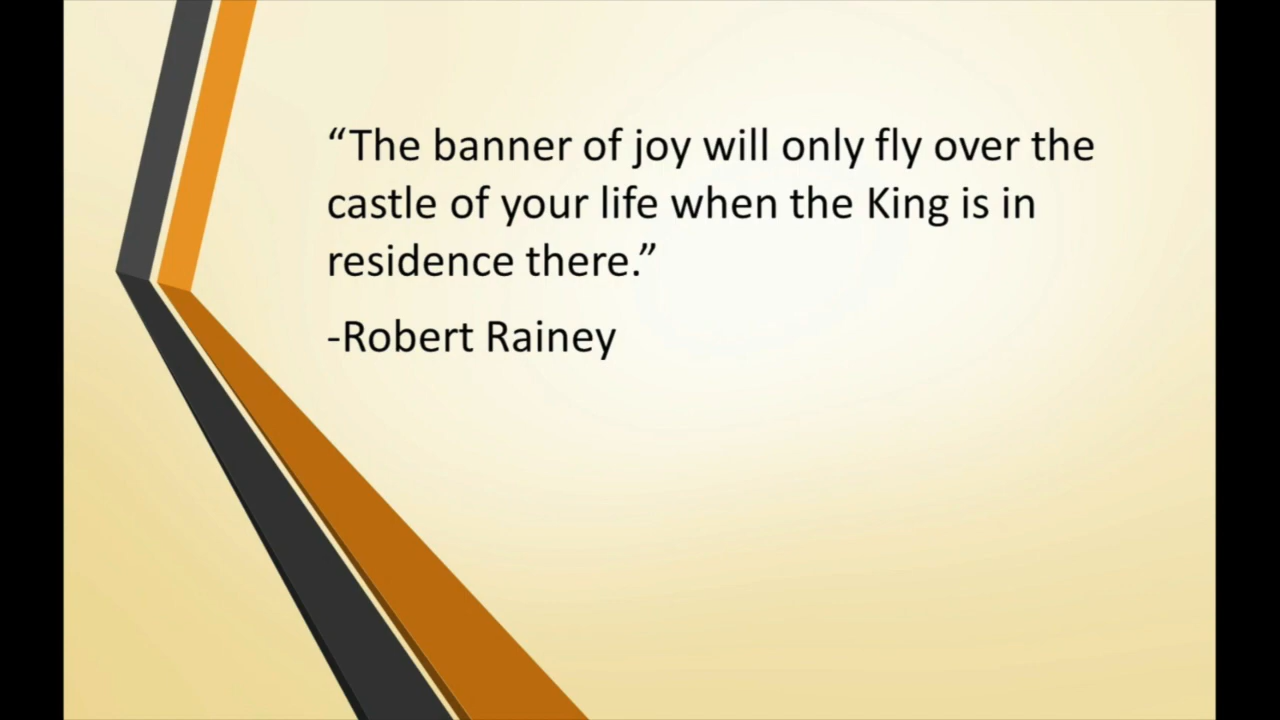 “The banner of joy will only fly over the
castle of your life when the King is in
residence there.”
-Robert Rainey